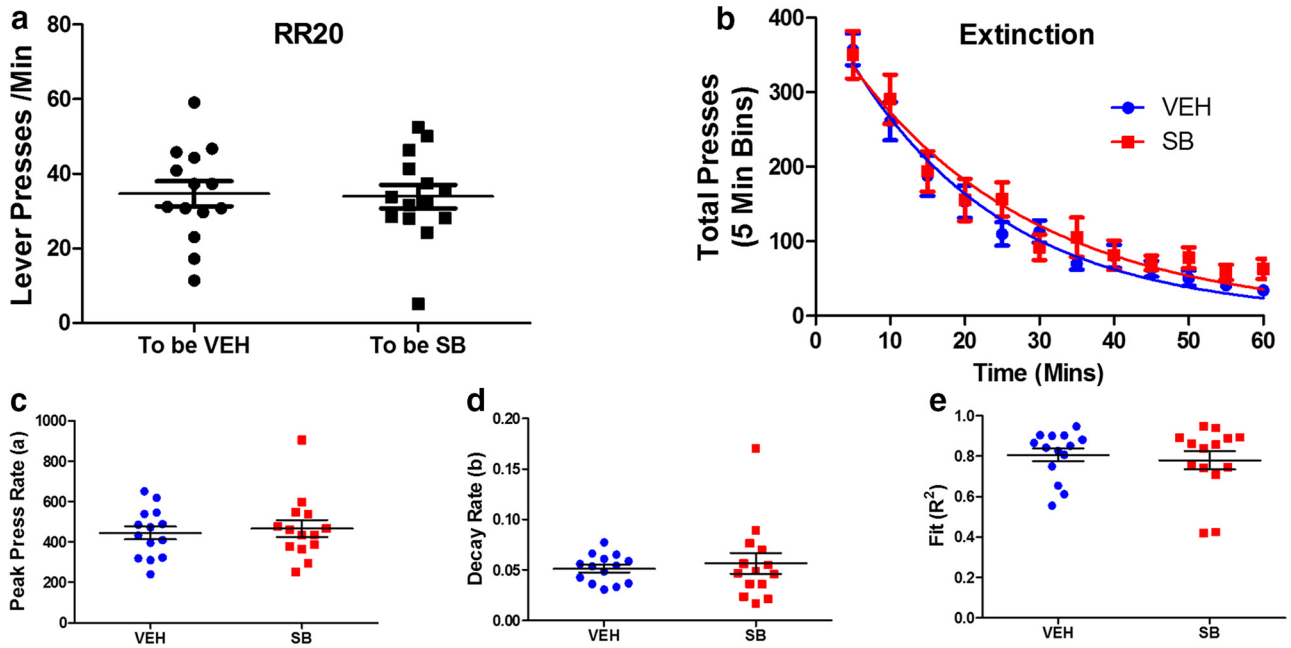 a
RR20
Lever Presses /Min
80
60
40
20
0
To be VEH
To be SB
b
Extinction
Total Presses
(5 Min Bins)
400
300
200
100
0
VEH
SB
0
10
20
30
40
50
60
Time (Mins)
c
Peak Press Rate (a)
1000
800
600
400
200
0
VEH
SB
d
Decay Rate (b)
0.20
0.15
0.10
0.05
0.00
VEH
SB
e
Fit (R²)
1.0
0.8
0.6
0.4
0.2
0.0
VEH
SB